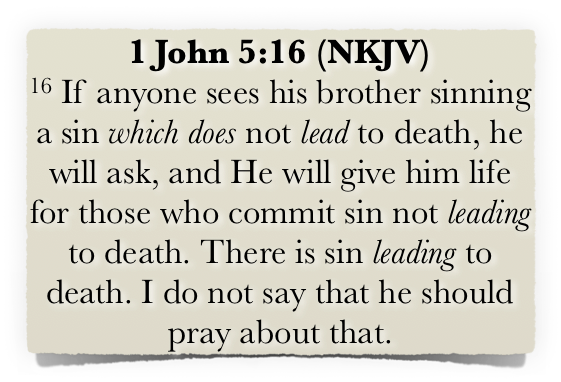 1 John 5:16 (NKJV)
16 If anyone sees his brother sinning
a sin which does not lead to death, he
will ask, and He will give him life
for those who commit sin not leading
to death. There is sin leading to
death. I do not say that he should
pray about that.